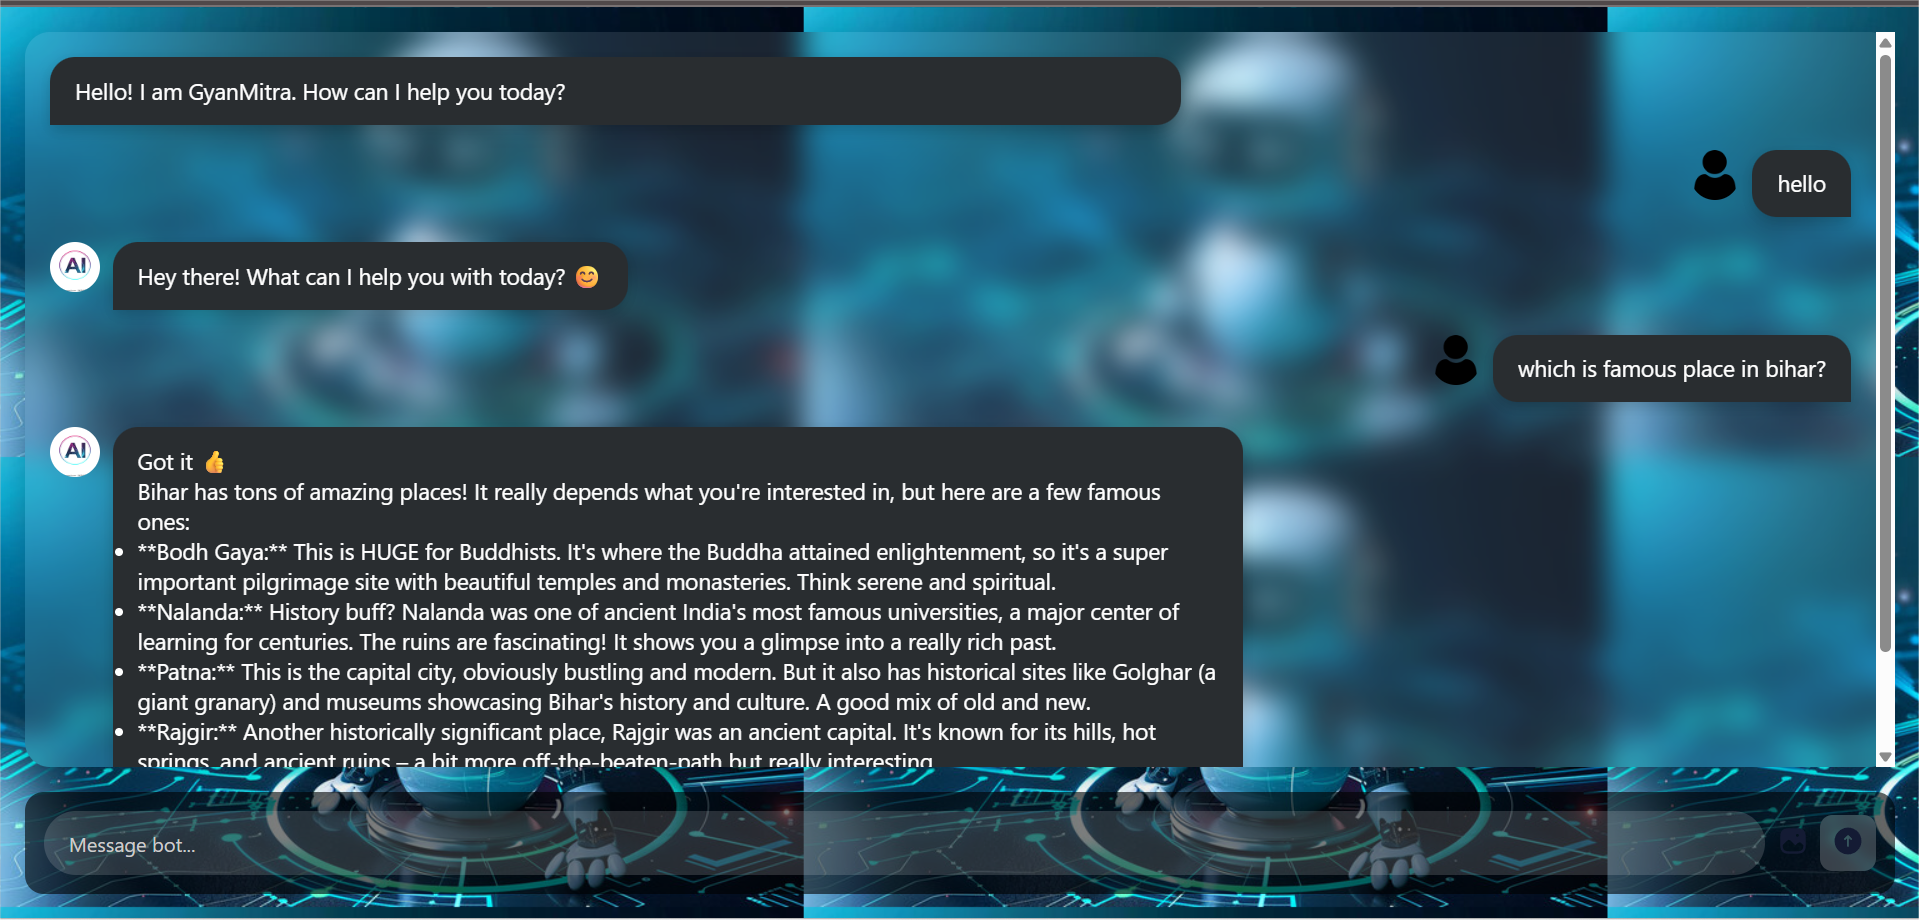 Hello! I am GyanMitra. How can I help you today?
hello
AI
Hey there! What can I help you with today? 😊
which is famous place in bihar?
AI
Got it 👍
Bihar has tons of amazing places! It really depends what you're interested in, but here are a few famous
ones:
• **Bodh Gaya:** This is HUGE for Buddhists. It's where the Buddha attained enlightenment, so it's a super
important pilgrimage site with beautiful temples and monasteries. Think serene and spiritual.
• **Nalanda:** History buff? Nalanda was one of ancient India's most famous universities, a major center of
learning for centuries. The ruins are fascinating! It shows you a glimpse into a really rich past.
• **Patna:** This is the capital city, obviously bustling and modern. But it also has historical sites like Golghar (a
giant granary) and museums showcasing Bihar's history and culture. A good mix of old and new.
• **Rajgir:** Another historically significant place, Rajgir was an ancient capital. It's known for its hills, hot
springs, and ancient ruins – a bit more off-the-beaten-path but really interesting.
Message bot...